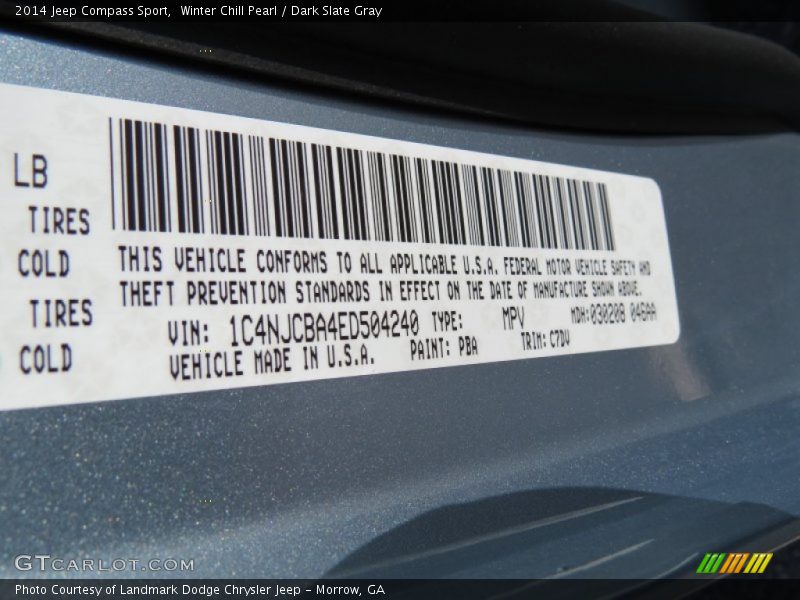 2014 Jeep Compass Sport,  Winter Chill Pearl / Dark Slate Gray
LB
TIRES
COLD
TIRES
COLD
THIS VEHICLE CONFORMS TO ALL APPLICABLE U.S.A. FEDERAL MOTOR VEHICLE SAFETY AND
THEFT PREVENTION STANDARDS IN EFFECT ON THE DATE OF MANUFACTURE SHOWN ABOVE.
VIN: 1C4NJCBA4ED504240 TYPE: MPV MDH:030208 046AA
VEHICLE MADE IN U.S.A. PAINT: PBA TRIM: C7DV
GTCARLOT.COM
Photo Courtesy of Landmark Dodge Chrysler Jeep - Morrow, GA